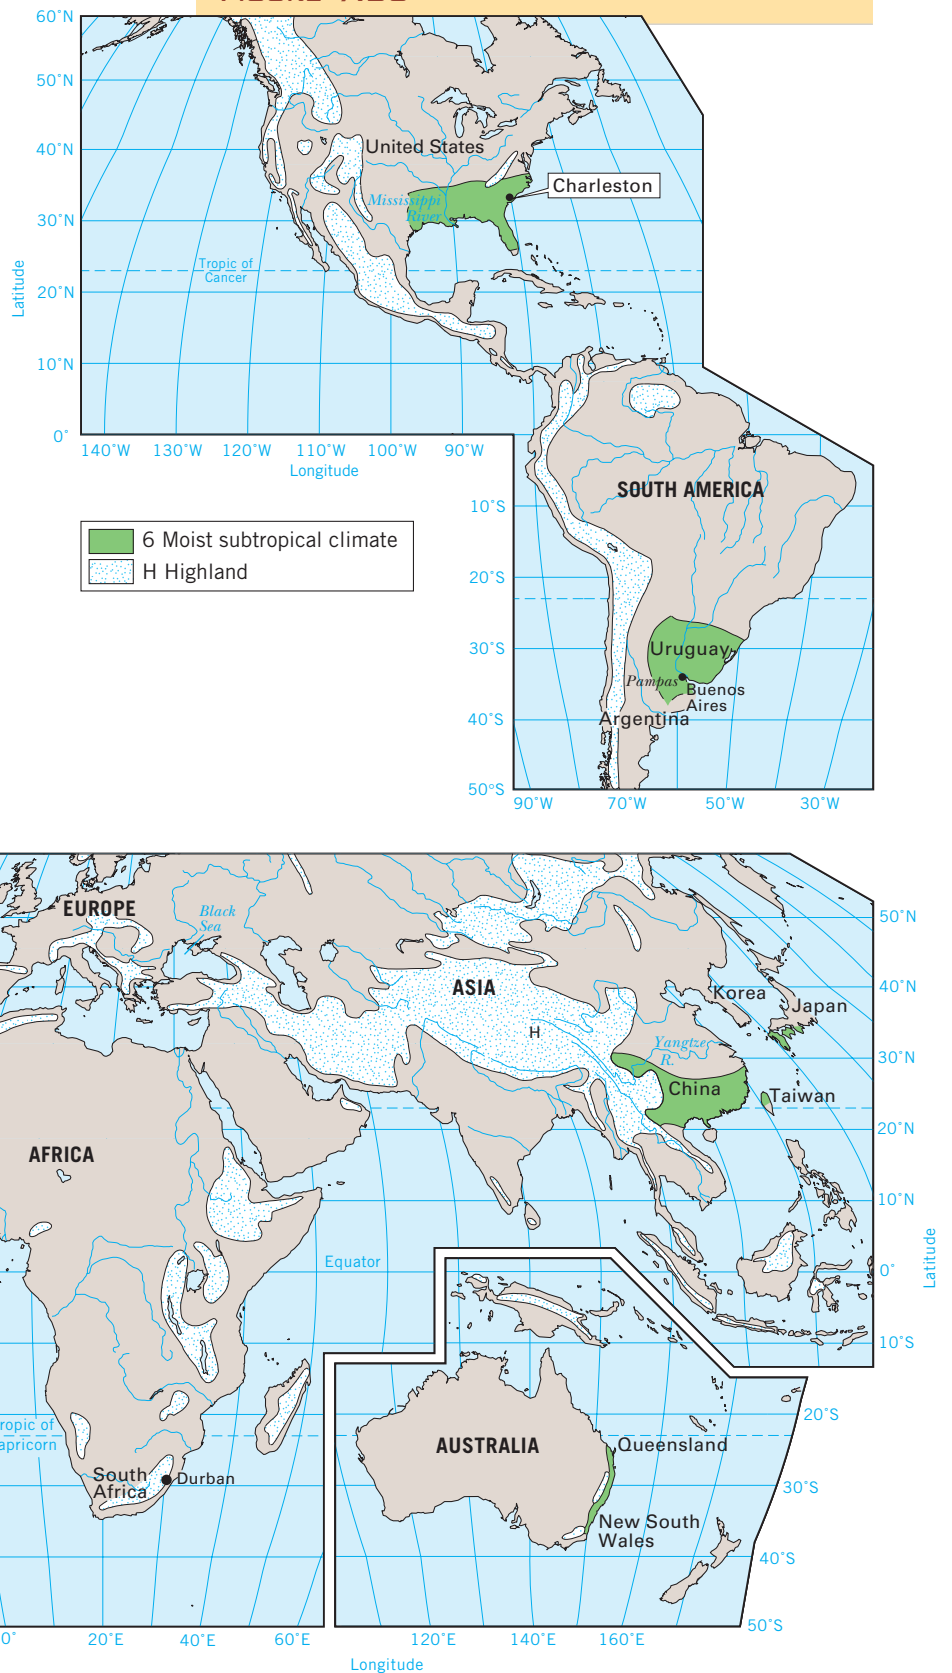 60˚N
50˚N
40˚N
30˚N
20˚N
10˚N
0˚
Latitude
United States
Charleston
Mississippi
River
Tropic of
Cancer
140˚W 130˚W 120˚W 110˚W 100˚W 90˚W
Longitude
6 Moist subtropical climate
H Highland
SOUTH AMERICA
10˚S
20˚S
30˚S
40˚S
50°S
Uruguay
Pampas
Buenos
Aires
Argentina
90˚W 70˚W 50˚W 30˚W
EUROPE
Black
Sea
ASIA
H
Korea
Japan
Yangtze
R.
China
Taiwan
50˚N
40˚N
30˚N
20˚N
10˚N
0˚
10˚S
Latitude
AFRICA
Equator
South
Africa
Durban
AUSTRALIA
Queensland
New South
Wales
20˚S
30˚S
40˚S
50˚S
20˚E 40˚E 60˚E 120˚E 140˚E 160˚E
Longitude